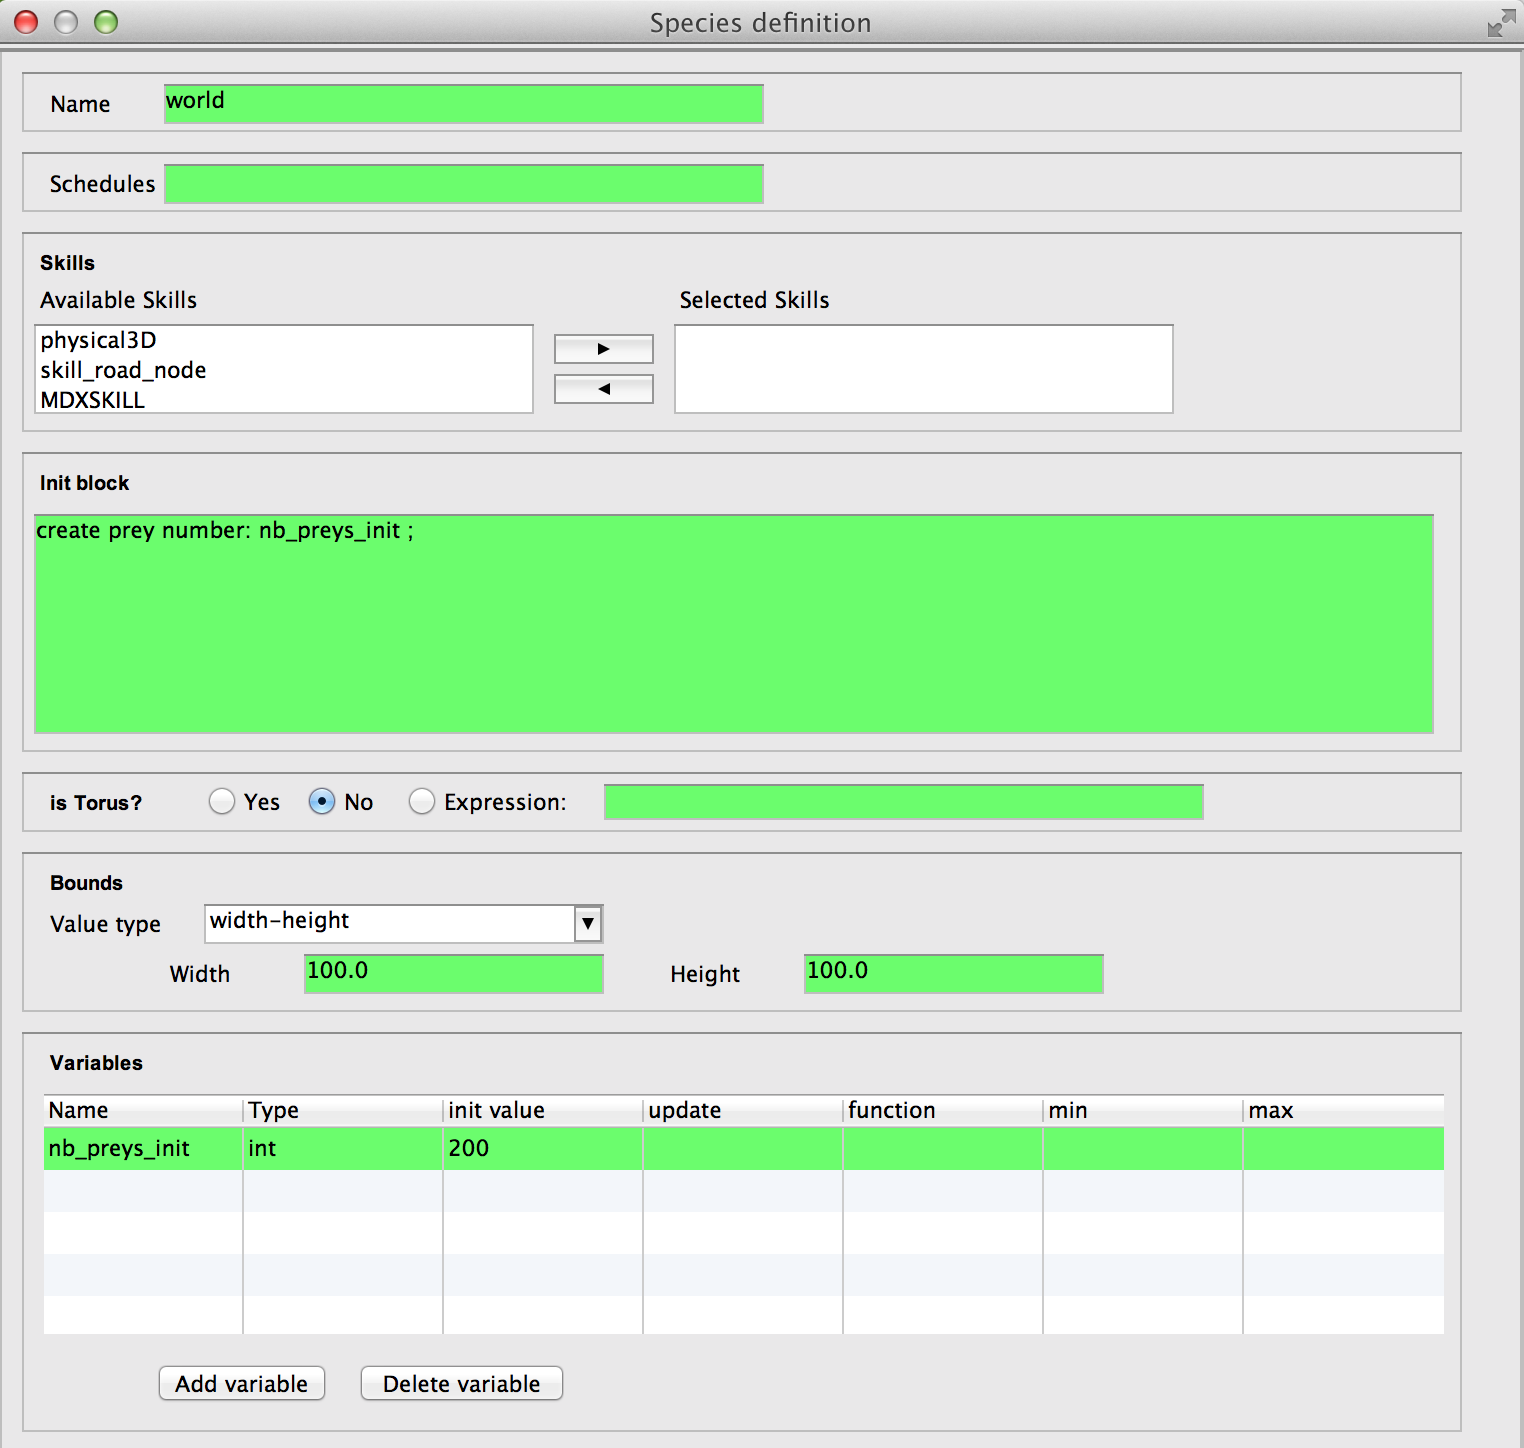 Species definition
Name world
Schedules
Skills
Available Skills Selected Skills
physical3D
skill_road_node
MDXSKILL
Init block
create prey number: nb_preys_init ;
is Torus? Yes No Expression:
Bounds
Value type width-height
Width 100.0 Height 100.0
Variables
Name Type init value update function min max
nb_preys_init int 200
Add variable Delete variable